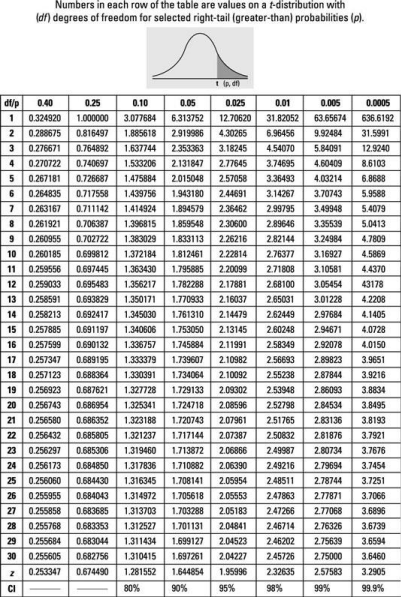 Numbers in each row of the table are values on a t-distribution with
(df) degrees of freedom for selected right-tail (greater-than) probabilities (p).
t (p, df)
df/p 0.40 0.25 0.10 0.05 0.025 0.01 0.005 0.0005
1 0.324920 1.000000 3.077684 6.313752 12.70620 31.82052 63.65674 636.6192
2 0.288675 0.816497 1.885618 2.919986 4.30265 6.96456 9.92484 31.5991
3 0.276671 0.764892 1.637744 2.353363 3.18245 4.54070 5.84091 12.9240
4 0.270722 0.740697 1.533206 2.131847 2.77645 3.74695 4.60409 8.6103
5 0.267181 0.726687 1.475884 2.015048 2.57058 3.36493 4.03214 6.8688
6 0.264835 0.717558 1.439756 1.943180 2.44691 3.14267 3.70743 5.9588
7 0.263167 0.711142 1.414924 1.894579 2.36462 2.99795 3.49948 5.4079
8 0.261921 0.706387 1.396815 1.859548 2.30600 2.89646 3.35539 5.0413
9 0.260955 0.702722 1.383029 1.833113 2.26216 2.82144 3.24984 4.7809
10 0.260185 0.699812 1.372184 1.812461 2.22814 2.76377 3.16927 4.5869
11 0.259556 0.697445 1.363430 1.795885 2.20099 2.71808 3.10581 4.4370
12 0.259033 0.695483 1.356217 1.782288 2.17881 2.68100 3.05454 43178
13 0.258591 0.693829 1.350171 1.770933 2.16037 2.65031 3.01228 4.2208
14 0.258213 0.692417 1.345030 1.761310 2.14479 2.62449 2.97684 4.1405
15 0.257885 0.691197 1.340606 1.753050 2.13145 2.60248 2.94671 4.0728
16 0.257599 0.690132 1.336757 1.745884 2.11991 2.58349 2.92078 4.0150
17 0.257347 0.689195 1.333379 1.739607 2.10982 2.56693 2.89823 3.9651
18 0.257123 0.688364 1.330391 1.734064 2.10092 2.55238 2.87844 3.9216
19 0.256923 0.687621 1.327728 1.729133 2.09302 2.53948 2.86093 3.8834
20 0.256743 0.686954 1.325341 1.724718 2.08596 2.52798 2.84534 3.8495
21 0.256580 0.686352 1.323188 1.720743 2.07961 2.51765 2.83136 3.8193
22 0.256432 0.685805 1.321237 1.717144 2.07387 2.50832 2.81876 3.7921
23 0.256297 0.685306 1.319460 1.713872 2.06866 2.49987 2.80734 3.7676
24 0.256173 0.684850 1.317836 1.710882 2.06390 2.49216 2.79694 3.7454
25 0.256060 0.684430 1.316345 1.708141 2.05954 2.48511 2.78744 3.7251
26 0.255955 0.684043 1.314972 1.705618 2.05553 2.47863 2.77871 3.7066
27 0.255858 0.683685 1.313703 1.703288 2.05183 2.47266 2.77068 3.6896
28 0.255768 0.683353 1.312527 1.701131 2.04841 2.46714 2.76326 3.6739
29 0.255684 0.683044 1.311434 1.699127 2.04523 2.46202 2.75639 3.6594
30 0.255605 0.682756 1.310415 1.697261 2.04227 2.45726 2.75000 3.6460
z 0.253347 0.674490 1.281552 1.644854 1.95996 2.32635 2.57583 3.2905
CI 80% 90% 95% 98% 99% 99.9%